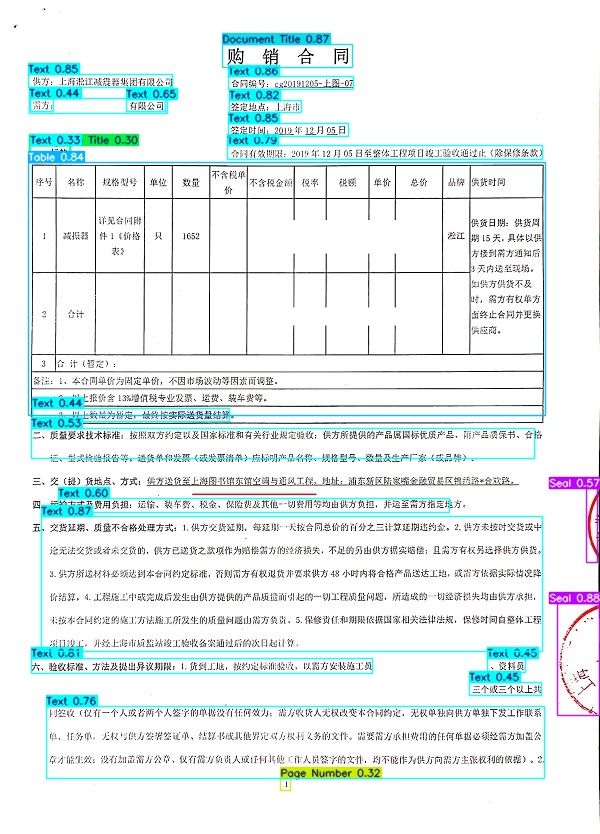 Document Title 0.87
购 销 合 同
Text 0.85
供方：上海淞江减震器集团有限公司
Text 0.86
合同编号：cg20191205-上图-07
Text 0.44
Text 0.65
需方：
有限公司
Text 0.82
签定地点：上海市
Text 0.85
签定时间：2019 年 12 月 05 日
Text 0.33
Title 0.30
Text 0.79
合同有效期限：2019 年 12 月 05 日至整体工程项目竣工验收通过止（除保修条款）
Table 0.84
序号 名称 规格型号 单位 数量 不含税单价 不含税金额 税率 税额 单价 总价 品牌 供货时间
1 减振器 详见合同附件 1《价格表》 只 1652 淞江
供货日期：供货周期 15 天，具体以供方接到需方通知后 3 天内送至现场。如供方供货不及时，需方有权单方面终止合同并更换供应商。
2 合计
3 合 计（暂定）：
备注：1、本合同单价为固定单价，不因市场波动等因素而调整。
Text 0.44
以上报价含 13%增值税专业发票、运费、装车费等。
以上数量为暂定，最终按实际送货量结算。
Text 0.53
二、质量要求技术标准：按照双方约定以及国家标准和有关行业规定验收；供方所提供的产品属国标优质产品，附产品质保书、合格
证、型式检验报告等。送货单和发票（或发票清单）应标明产品名称、规格型号、数量及生产厂家（或品牌）。
三、交（提）货地点、方式：供方送货至上海图书馆东馆空调与通风工程，地址：浦东新区陆家嘴金融贸易区锦绣路*合欢路。
Seal 0.57
Text 0.60
四、运输方式及费用负担：运输、装车费、税金、保险费及其他一切费用等均由供方负担，并运至需方指定地方。
Text 0.87
五、交货延期、质量不合格处理方式：1.供方交货延期，每延期一天按合同总价的百分之三计算延期违约金。2.供方未按时交货或中
途无法交货或者未交货的，供方已送货之款项作为赔偿需方的经济损失，不足的另由供方据实赔偿；且需方有权另选择供方供货。
3.供方所送材料必须达到本合同约定标准，否则需方有权退货并要求供方 48 小时内将合格产品送达工地，或需方依据实际情况降
价结算。4.工程施工中或完成后发生由供方提供的产品质量而引起的一切工程质量问题，所造成的一切经济损失均由供方承担，
未按本合同约定的施工方法施工所发生的质量问题由需方负责。5.保修责任和期限依据国家相关法律法规，保修时间自整体工程
项目竣工，并经上海市质监站竣工验收备案通过后的次日起计算。
Seal 0.88
Text 0.81
Text 0.45
六、验收标准、方法及提出异议期限：1.货到工地，按约定标准验收，以需方安装施工员
、资料员
Text 0.45
三个或三个以上共
Text 0.76
同签收（仅有一个人或者两个人签字的单据没有任何效力；需方收货人无权改变本合同约定，无权单独向供方单独下发工作联系
单、任务单，无权与供方签署签证单、结算书或其他界定双方权利义务的文件。需要需方承担费用的任何单据必须经需方加盖公
章才能生效；没有加盖需方公章、仅有需方负责人或任何其他工作人员签字的文件，均不能作为供方向需方主张权利的依据）。2.
Page Number 0.32
1